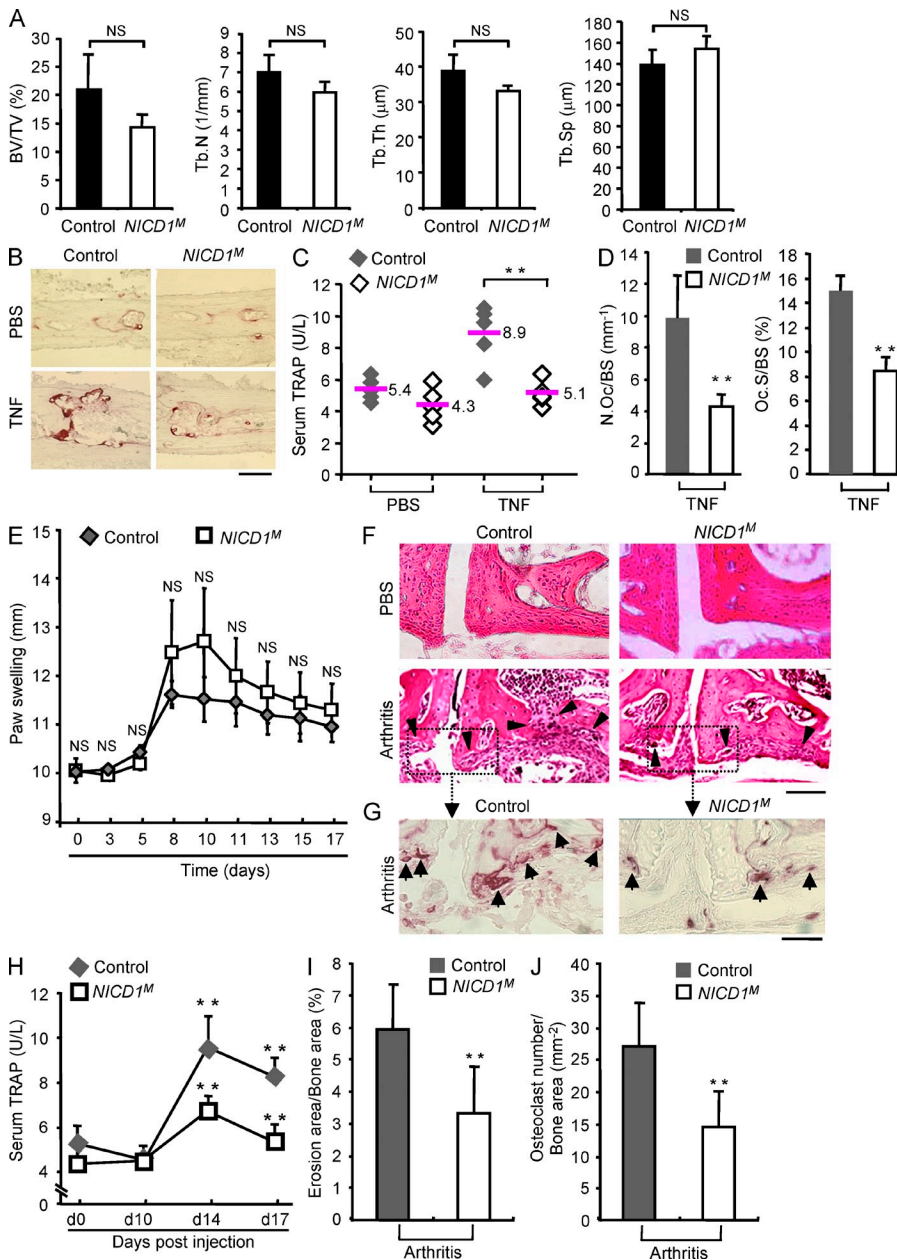 A
NS
NS
NS
NS
BV/TV (%)
30
25
20
15
10
5
0
Control NICD1ᴹ
Tb.N (1/mm)
9
8
7
6
5
4
3
2
1
0
Control NICD1ᴹ
Tb.Th (μm)
50
40
30
20
10
0
Control NICD1ᴹ
Tb.Sp (μm)
180
160
140
120
100
80
60
40
20
0
Control NICD1ᴹ
B
Control NICD1ᴹ
PBS
TNF
C
Control
NICD1ᴹ
Serum TRAP (U/L)
12
10
8
6
4
2
0
* *
5.4
4.3
8.9
5.1
PBS TNF
D
Control
NICD1ᴹ
N.Oc/BS (mm⁻¹)
14
12
10
8
6
4
2
0
* *
TNF
Oc.S/BS (%)
18
16
14
12
10
8
6
4
2
0
* *
TNF
E
Control NICD1ᴹ
Paw swelling (mm)
14
13
12
11
10
9
NS NS NS NS NS NS NS NS NS
0 3 5 8 10 11 13 15 17
Time (days)
F
Control NICD1ᴹ
PBS
Arthritis
G
Control NICD1ᴹ
Arthritis
H
Control
NICD1ᴹ
Serum TRAP (U/L)
12
10
8
6
4
0
* *
* *
* *
* *
d0 d10 d14 d17
Days post injection
I
Control
NICD1ᴹ
Erosion area/Bone area (%)
8
7
6
5
4
3
2
1
0
* *
Arthritis
J
Control
NICD1ᴹ
Osteoclast number/
Bone area (mm⁻²)
40
35
30
25
20
15
10
5
0
* *
Arthritis